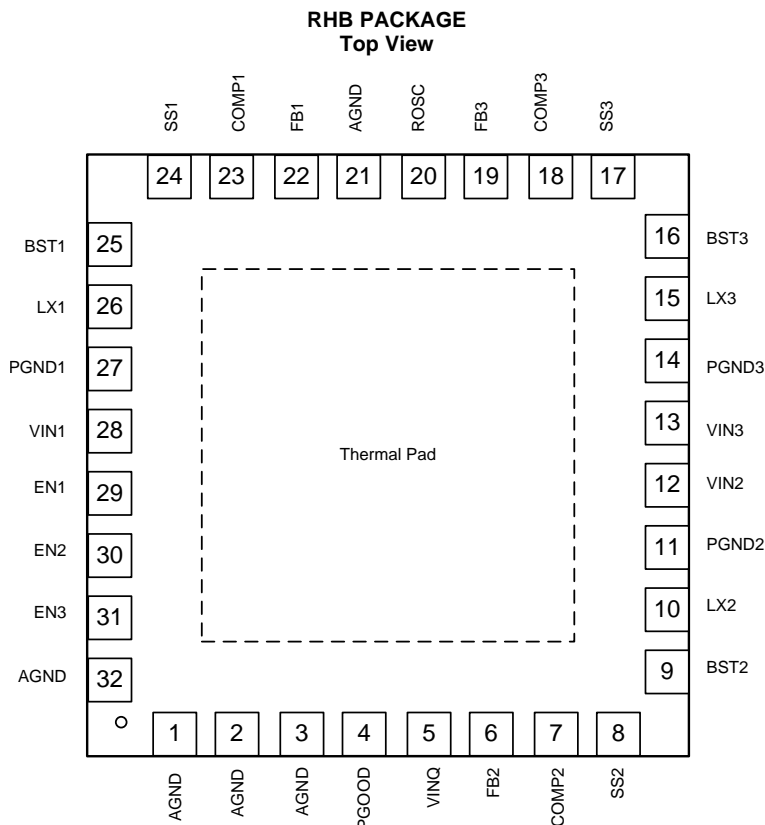 RHB PACKAGE
Top View
SS1
COMP1
FB1
AGND
ROSC
FB3
COMP3
SS3
24 23 22 21 20 19 18 17
BST1 25
LX1 26
PGND1 27
VIN1 28
EN1 29
EN2 30
EN3 31
AGND 32
Thermal Pad
16 BST3
15 LX3
14 PGND3
13 VIN3
12 VIN2
11 PGND2
10 LX2
9 BST2
1 2 3 4 5 6 7 8
AGND
AGND
AGND
PGOOD
VINQ
FB2
COMP2
SS2